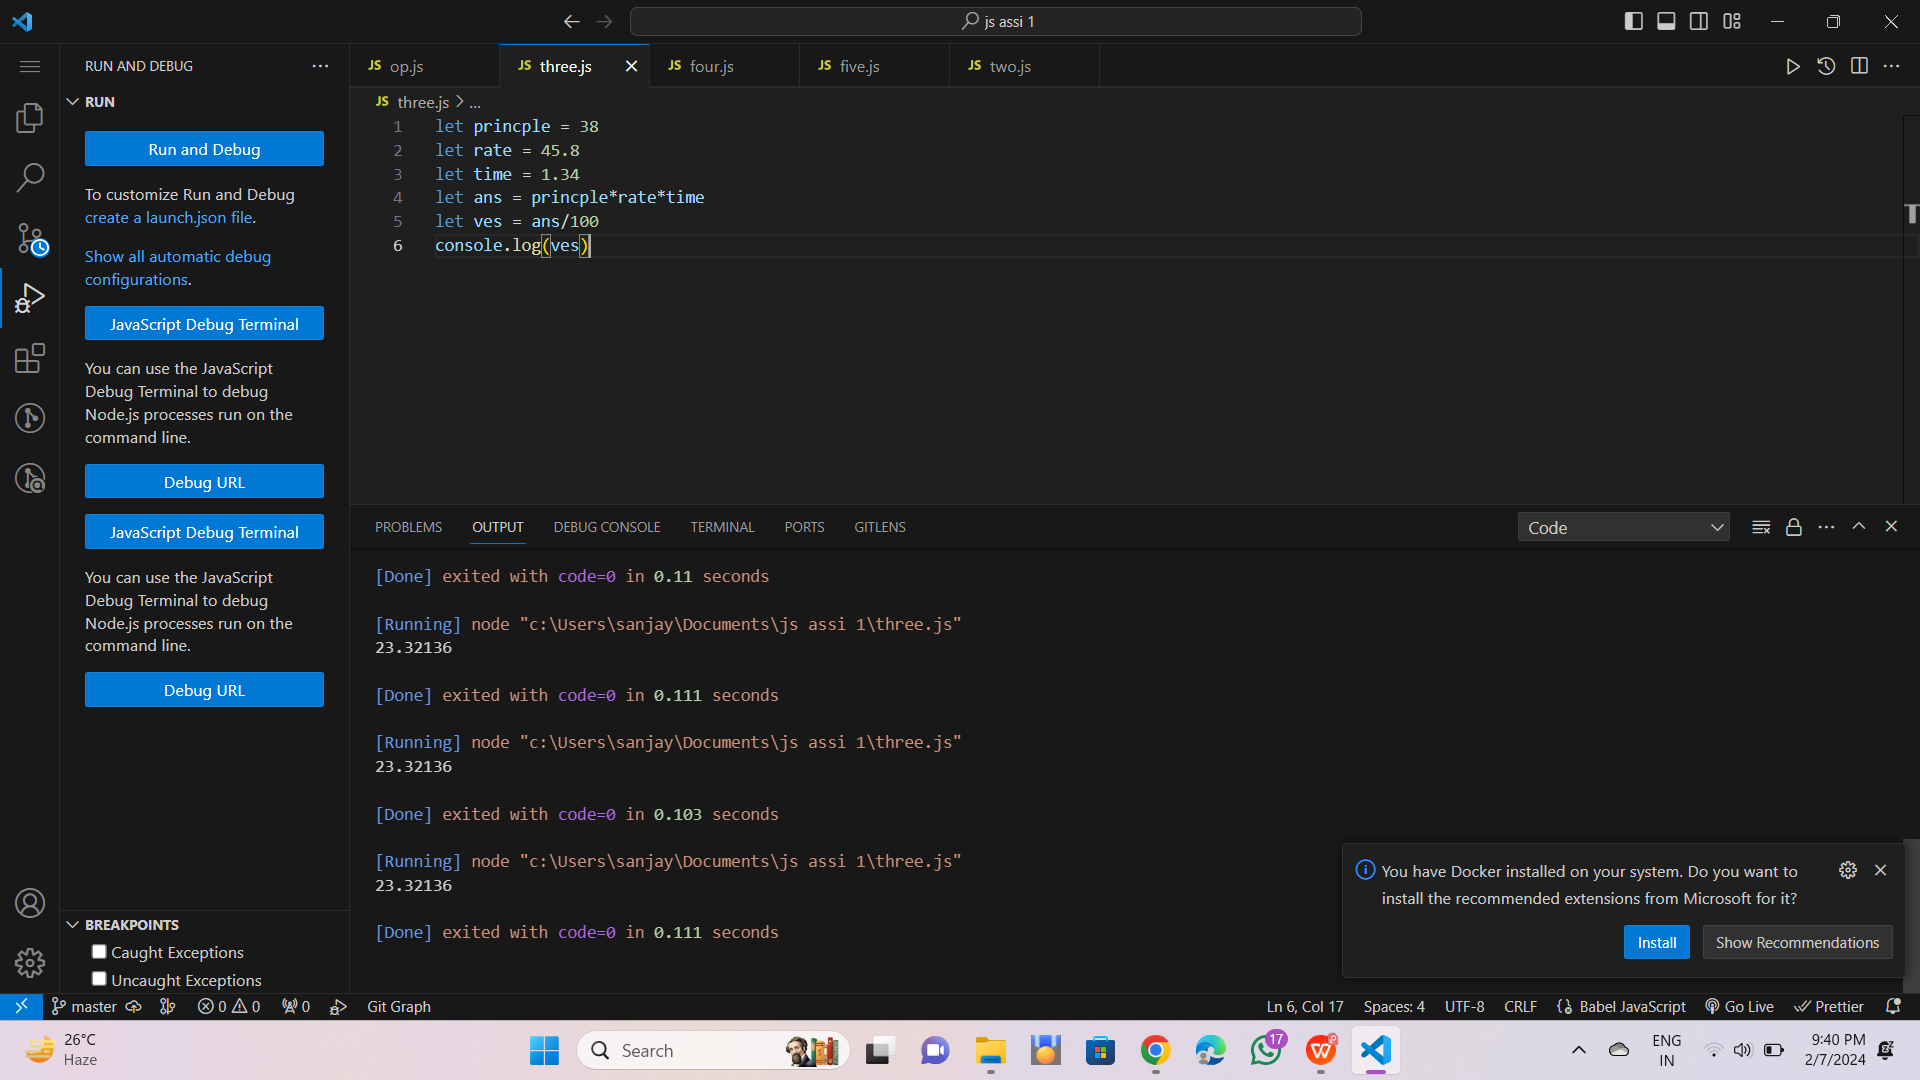 js assi 1
RUN AND DEBUG
RUN
Run and Debug
To customize Run and Debug
create a launch.json file.
Show all automatic debug
configurations.
JavaScript Debug Terminal
You can use the JavaScript
Debug Terminal to debug
Node.js processes run on the
command line.
Debug URL
JavaScript Debug Terminal
You can use the JavaScript
Debug Terminal to debug
Node.js processes run on the
command line.
Debug URL
BREAKPOINTS
Caught Exceptions
Uncaught Exceptions
JS op.js
JS three.js
JS four.js
JS five.js
JS two.js
JS three.js > ...
1 let princple = 38
2 let rate = 45.8
3 let time = 1.34
4 let ans = princple*rate*time
5 let ves = ans/100
6 console.log(ves)
PROBLEMS OUTPUT DEBUG CONSOLE TERMINAL PORTS GITLENS
Code
[Done] exited with code=0 in 0.11 seconds
[Running] node "c:\Users\sanjay\Documents\js assi 1\three.js"
23.32136
[Done] exited with code=0 in 0.111 seconds
[Running] node "c:\Users\sanjay\Documents\js assi 1\three.js"
23.32136
[Done] exited with code=0 in 0.103 seconds
[Running] node "c:\Users\sanjay\Documents\js assi 1\three.js"
23.32136
[Done] exited with code=0 in 0.111 seconds
You have Docker installed on your system. Do you want to
install the recommended extensions from Microsoft for it?
Install
Show Recommendations
master 0 0 0 Git Graph
Ln 6, Col 17 Spaces: 4 UTF-8 CRLF {} Babel JavaScript Go Live Prettier
26°C
Haze
Search
17
ENG
IN
9:40 PM
2/7/2024